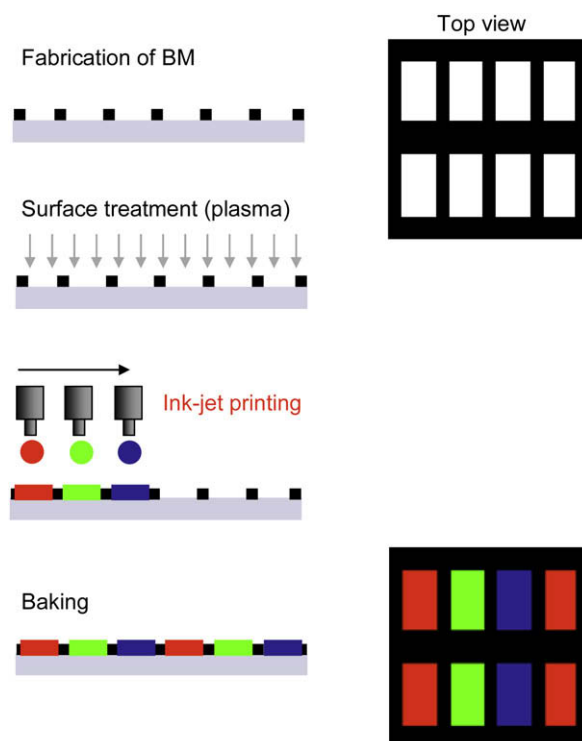 Top view
Fabrication of BM
Surface treatment (plasma)
Ink-jet printing
Baking